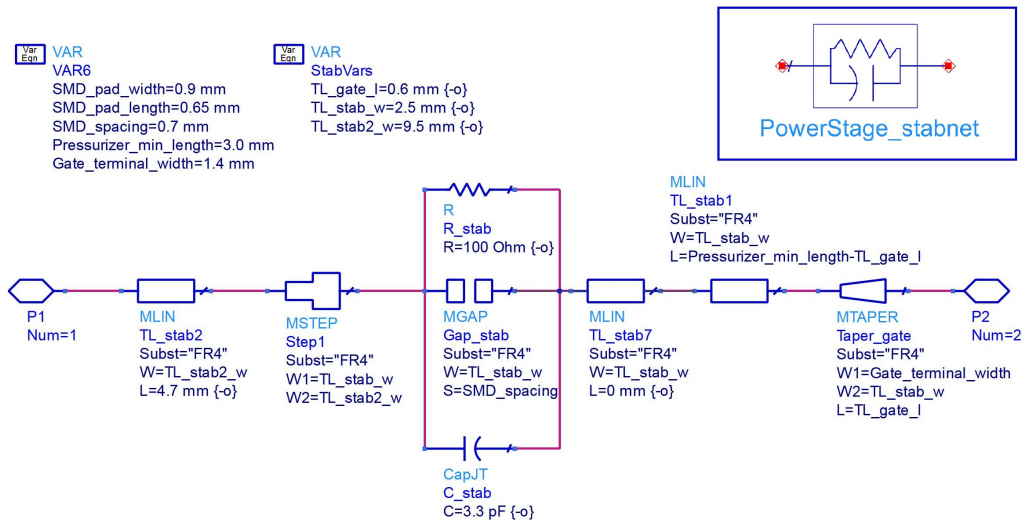 Var
Eqn
VAR
VAR6
SMD_pad_width=0.9 mm
SMD_pad_length=0.65 mm
SMD_spacing=0.7 mm
Pressurizer_min_length=3.0 mm
Gate_terminal_width=1.4 mm
Var
Eqn
VAR
StabVars
TL_gate_l=0.6 mm {-o}
TL_stab_w=2.5 mm {-o}
TL_stab2_w=9.5 mm {-o}
PowerStage_stabnet
MLIN
TL_stab1
Subst="FR4"
W=TL_stab_w
L=Pressurizer_min_length-TL_gate_l
R
R_stab
R=100 Ohm {-o}
P1
Num=1
MLIN
TL_stab2
Subst="FR4"
W=TL_stab2_w
L=4.7 mm {-o}
MSTEP
Step1
Subst="FR4"
W1=TL_stab_w
W2=TL_stab2_w
MGAP
Gap_stab
Subst="FR4"
W=TL_stab_w
S=SMD_spacing
MLIN
TL_stab7
Subst="FR4"
W=TL_stab_w
L=0 mm {-o}
MTAPER
Taper_gate
Subst="FR4"
W1=Gate_terminal_width
W2=TL_stab_w
L=TL_gate_l
P2
Num=2
CapJT
C_stab
C=3.3 pF {-o}